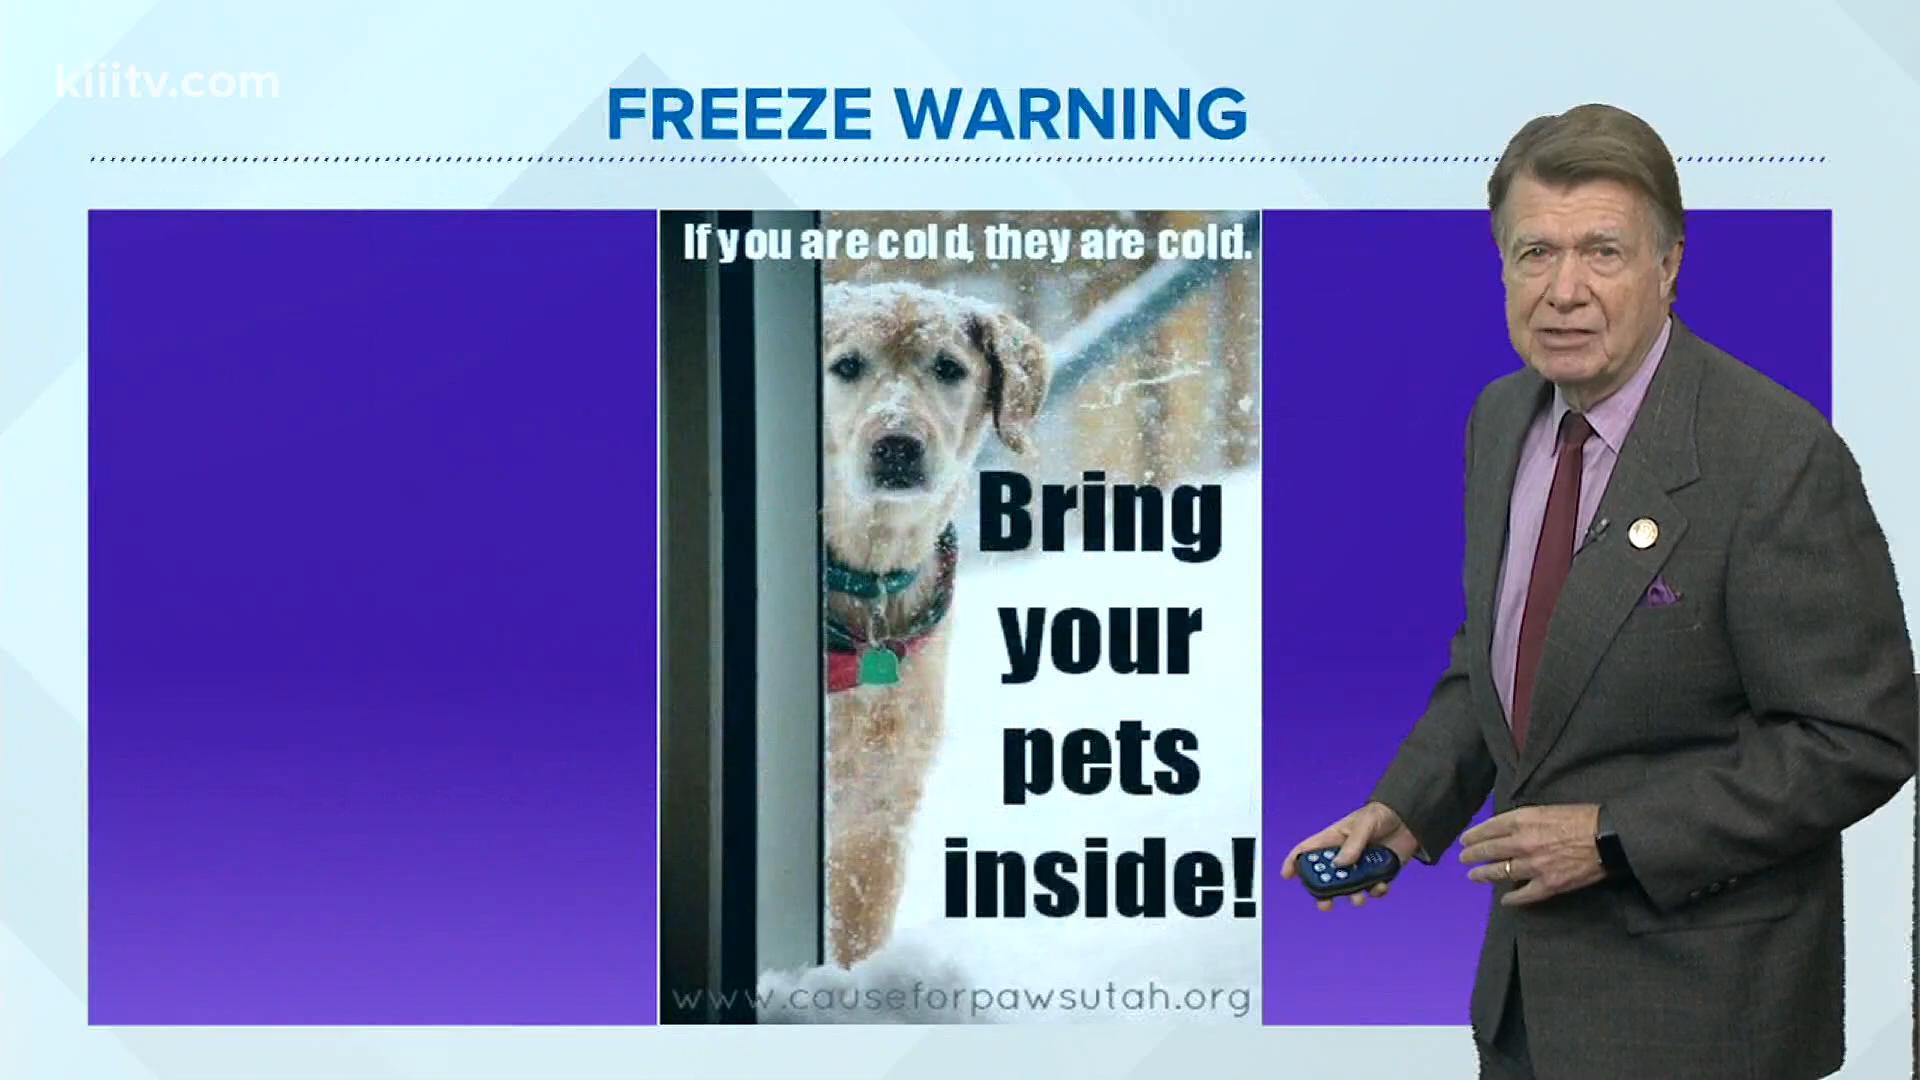 kiiitv.com
FREEZE WARNING
If you are cold, they are cold.
Bring
your
pets
inside!
www.causeforpawsutah.org